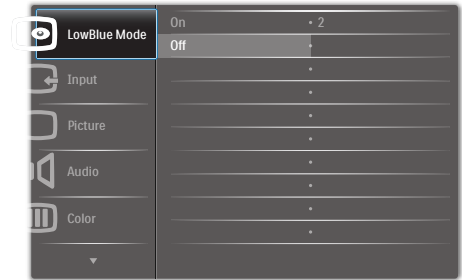 LowBlue Mode
On • 2
Off •
Input
Picture
Audio
Color